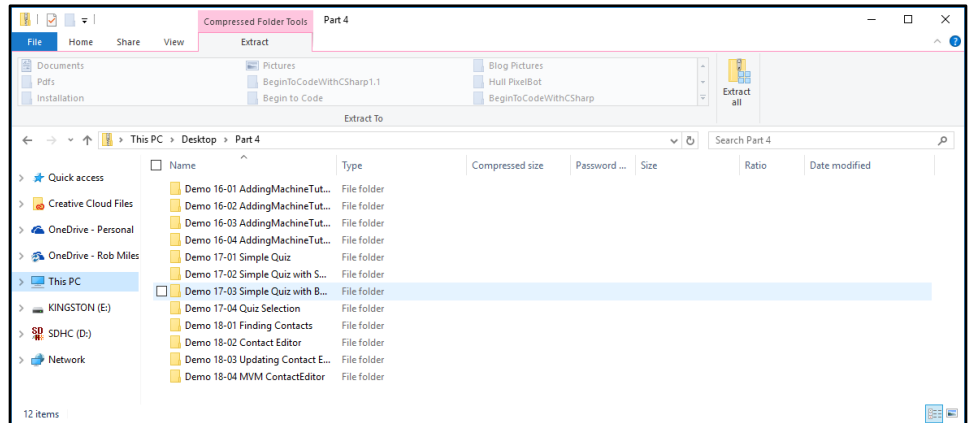 Compressed Folder Tools Part 4
File Home Share View Extract
Documents Pictures Blog Pictures
Pdfs BeginToCodeWithCSharp1.1 Hull PixelBot
Installation Begin to Code BeginToCodeWithCSharp
Extract all
Extract To
This PC > Desktop > Part 4 Search Part 4
Name Type Compressed size Password ... Size Ratio Date modified
Quick access
Creative Cloud Files
OneDrive - Personal
OneDrive - Rob Miles
This PC
KINGSTON (E:)
SDHC (D:)
Network
Demo 16-01 AddingMachineTut... File folder
Demo 16-02 AddingMachineTut... File folder
Demo 16-03 AddingMachineTut... File folder
Demo 16-04 AddingMachineTut... File folder
Demo 17-01 Simple Quiz File folder
Demo 17-02 Simple Quiz with S... File folder
Demo 17-03 Simple Quiz with B... File folder
Demo 17-04 Quiz Selection File folder
Demo 18-01 Finding Contacts File folder
Demo 18-02 Contact Editor File folder
Demo 18-03 Updating Contact E... File folder
Demo 18-04 MVM ContactEditor File folder
12 items